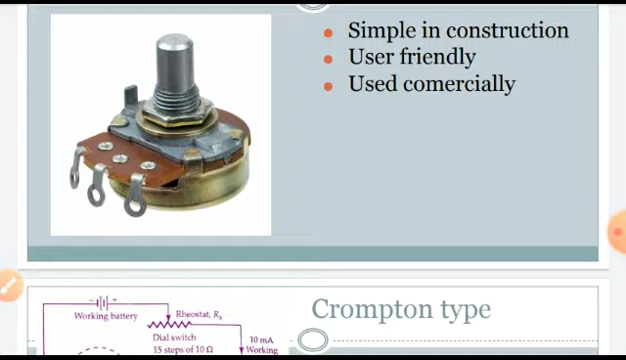 Simple in construction
User friendly
Used comercially
Crompton type
- +
Working battery
Rheostat, R
Dial switch
15 steps of 10 Ω
10 mA
Working